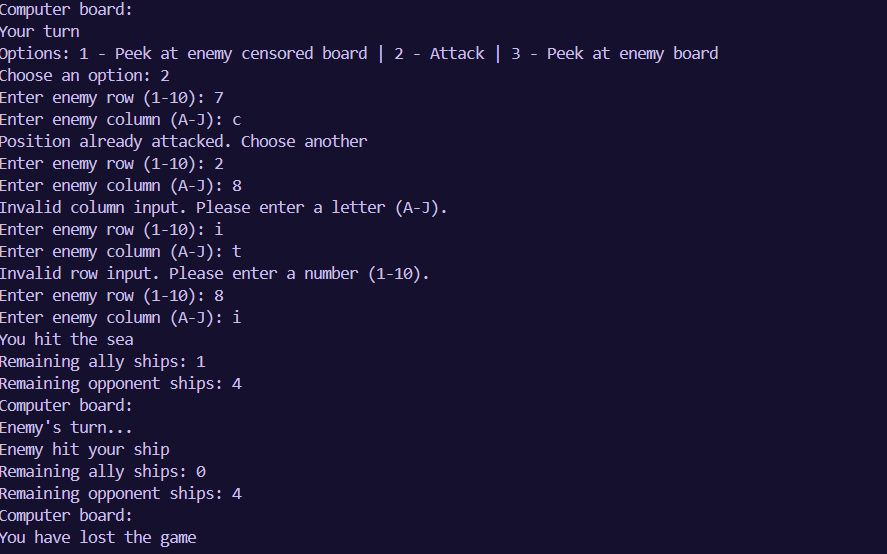 Computer board:
Your turn
Options: 1 - Peek at enemy censored board | 2 - Attack | 3 - Peek at enemy board
Choose an option: 2
Enter enemy row (1-10): 7
Enter enemy column (A-J): c
Position already attacked. Choose another
Enter enemy row (1-10): 2
Enter enemy column (A-J): 8
Invalid column input. Please enter a letter (A-J).
Enter enemy row (1-10): i
Enter enemy column (A-J): t
Invalid row input. Please enter a number (1-10).
Enter enemy row (1-10): 8
Enter enemy column (A-J): i
You hit the sea
Remaining ally ships: 1
Remaining opponent ships: 4
Computer board:
Enemy's turn...
Enemy hit your ship
Remaining ally ships: 0
Remaining opponent ships: 4
Computer board:
You have lost the game